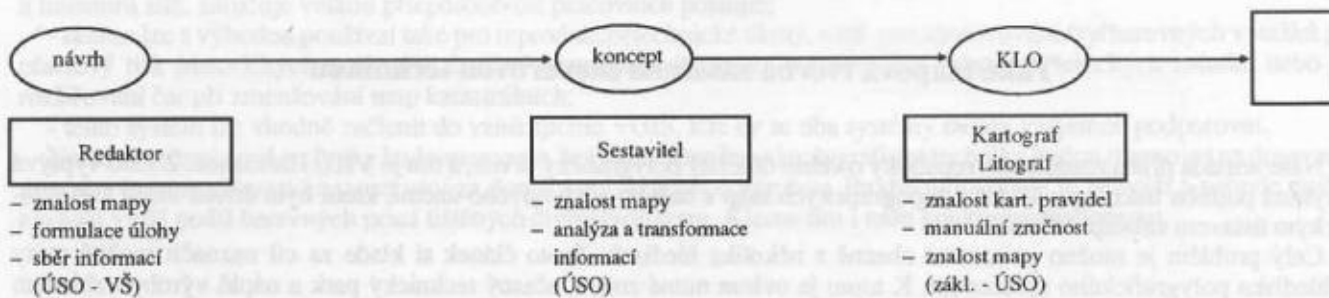 návrh
koncept
KLO
Redaktor
Sestavitel
Kartograf
Litograf
– znalost mapy
– formulace úlohy
– sběr informací
(ÚSO - VŠ)
– znalost mapy
– analýza a transformace
informací
(ÚSO)
– znalost kart. pravidel
– manuální zručnost
– znalost mapy
(zákl. - ÚSO)